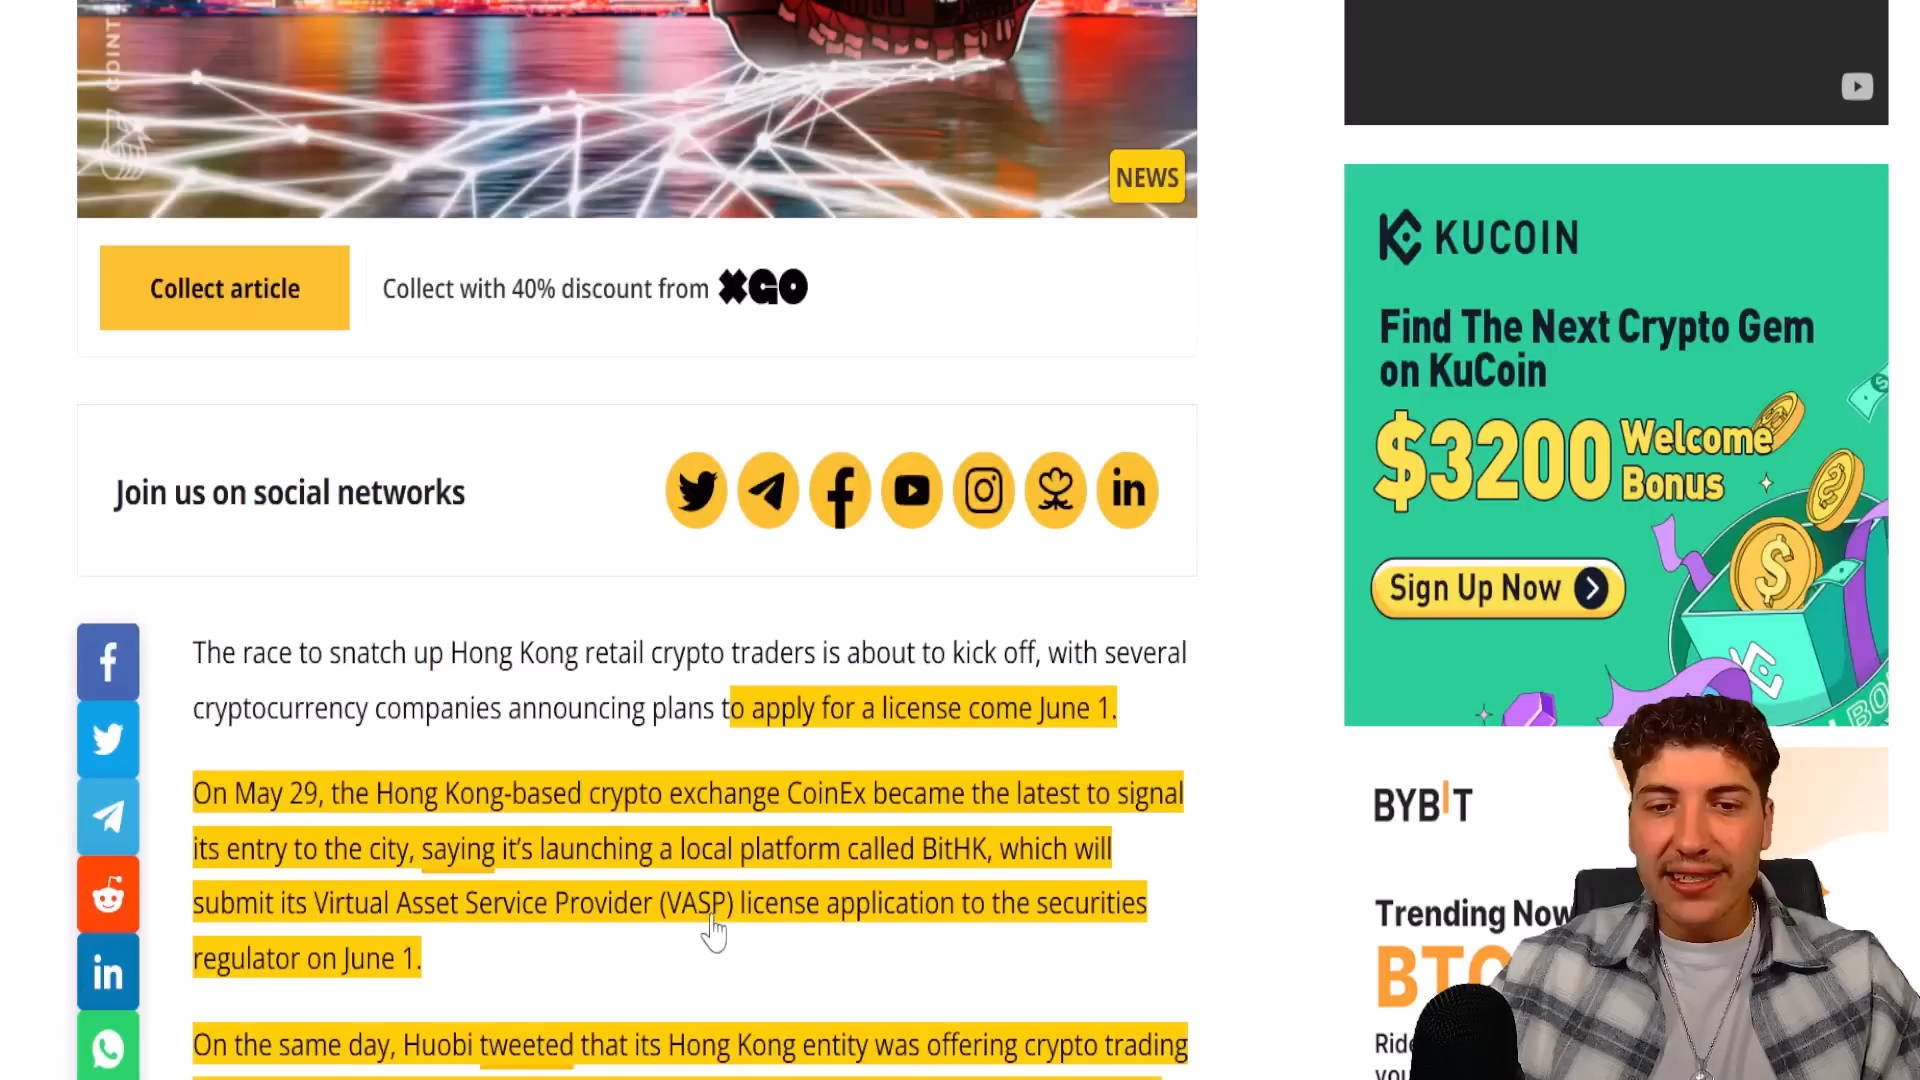 COINT
NEWS
Collect article
Collect with 40% discount from XGO
Join us on social networks
The race to snatch up Hong Kong retail crypto traders is about to kick off, with several
cryptocurrency companies announcing plans to apply for a license come June 1.
On May 29, the Hong Kong-based crypto exchange CoinEx became the latest to signal
its entry to the city, saying it's launching a local platform called BitHK, which will
submit its Virtual Asset Service Provider (VASP) license application to the securities
regulator on June 1.
On the same day, Huobi tweeted that its Hong Kong entity was offering crypto trading
KUCOIN
Find The Next Crypto Gem
on KuCoin
$3200 Welcome
Bonus
Sign Up Now
BYBIT
Trending Now
BTC